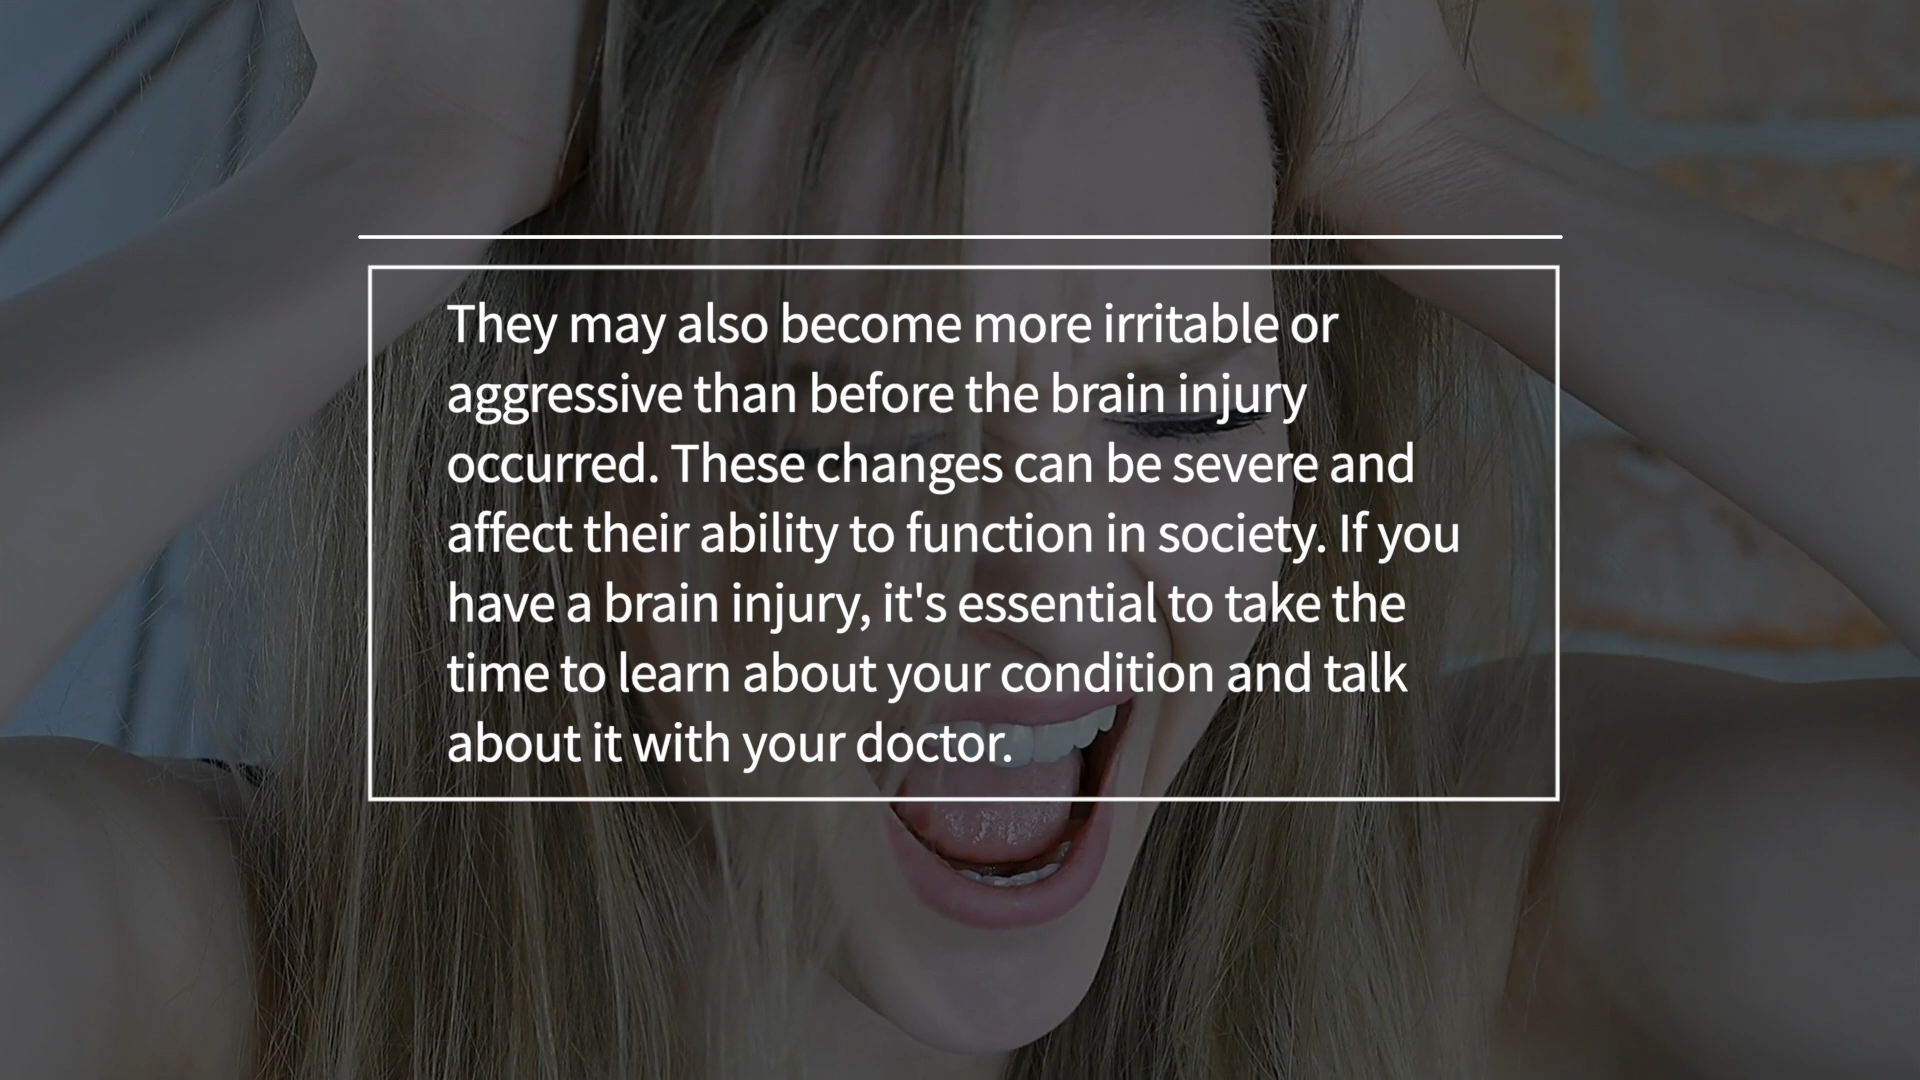 They may also become more irritable or
aggressive than before the brain injury
occurred. These changes can be severe and
affect their ability to function in society. If you
have a brain injury, it's essential to take the
time to learn about your condition and talk
about it with your doctor.